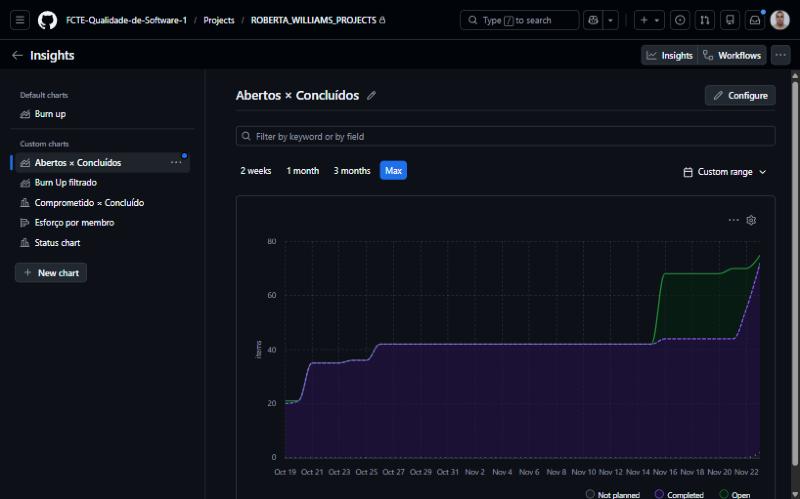 FCTE-Qualidade-de-Software-1 / Projects / ROBERTA_WILLIAMS_PROJECTS
Type / to search
Insights
Insights
Workflows
Default charts
Burn up
Custom charts
Abertos × Concluídos
Burn Up filtrado
Comprometido × Concluído
Esforço por membro
Status chart
New chart
Abertos × Concluídos
Configure
Filter by keyword or by field
2 weeks 1 month 3 months Max
Custom range
80
60
40
20
0
items
Oct 19 Oct 21 Oct 23 Oct 25 Oct 27 Oct 29 Oct 31 Nov 2 Nov 4 Nov 6 Nov 8 Nov 10 Nov 12 Nov 14 Nov 16 Nov 18 Nov 20 Nov 22
Not planned Completed Open